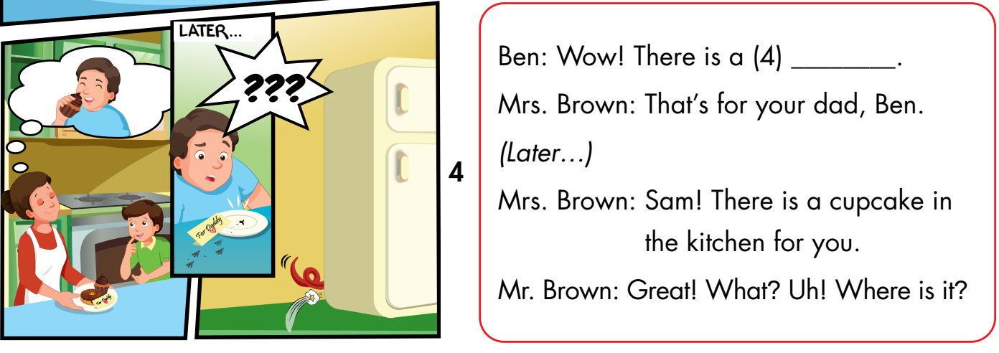 LATER...
???
For Daddy
For Daddy
4
Ben: Wow! There is a (4) ________.
Mrs. Brown: That's for your dad, Ben.
(Later…)
Mrs. Brown: Sam! There is a cupcake in
the kitchen for you.
Mr. Brown: Great! What? Uh! Where is it?